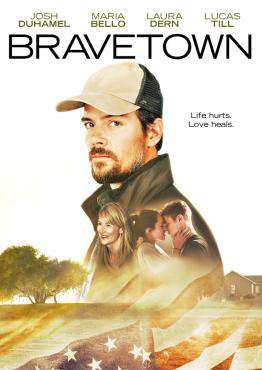 JOSH DUHAMEL
MARIA BELLO
LAURA DERN
LUCAS TILL
BRAVETOWN
Life hurts.
Love heals.